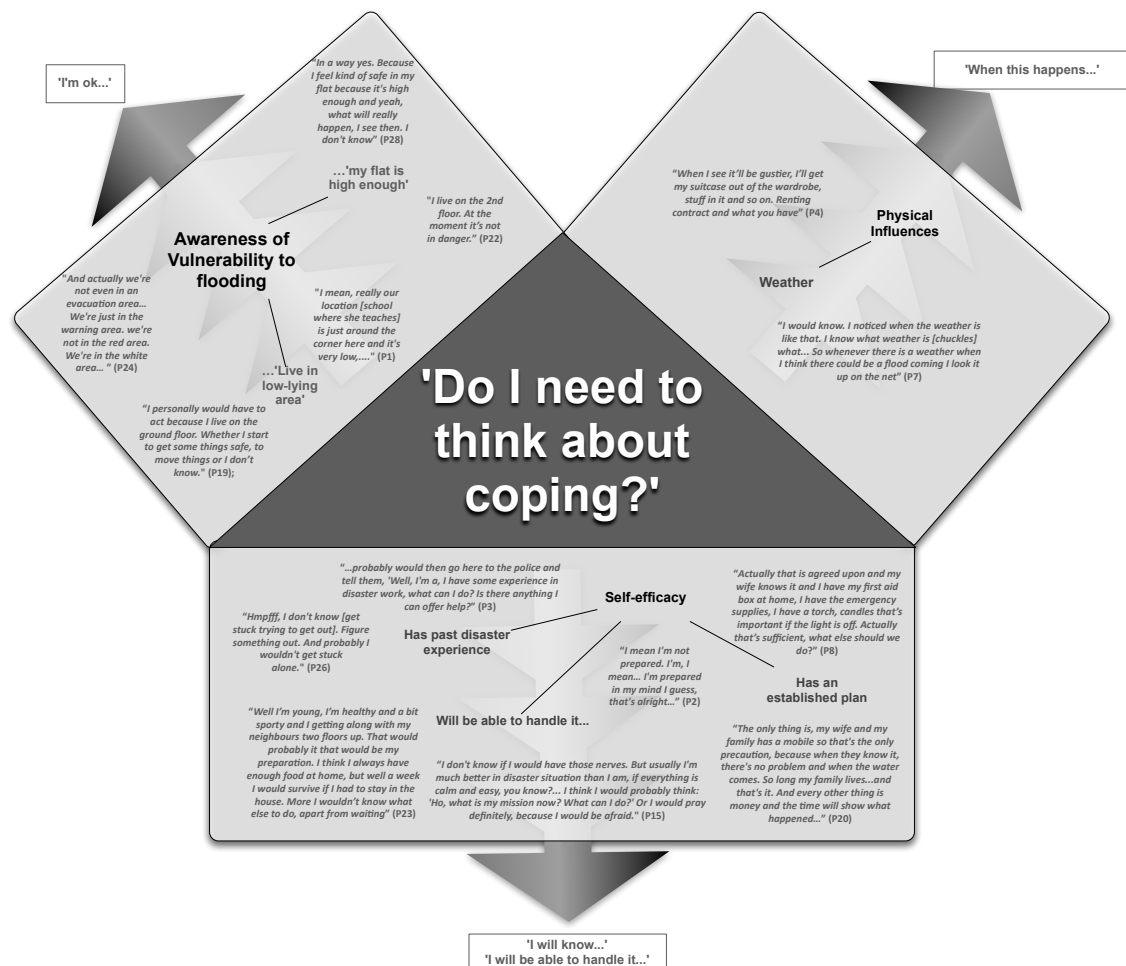 'I'm ok...'
"In a way yes. Because
I feel kind of safe in my
flat because it's high
enough and yeah,
what will really
happen, I see then. I
don't know" (P28)
…'my flat is
high enough'
"I live on the 2nd
floor. At the
moment it's not
in danger." (P22)
Awareness of
Vulnerability to
flooding
"And actually we're
not even in an
evacuation area…
We're just in the
warning area. we're
not in the red area.
We're in the white
area… " (P24)
"I mean, really our
location [school
where she teaches]
is just around the
corner here and it's
very low,...." (P1)
…'Live in
low-lying
area'
"I personally would have to
act because I live on the
ground floor. Whether I start
to get some things safe, to
move things or I don't
know." (P19);
'When this happens...'
"When I see it'll be gustier, I'll get
my suitcase out of the wardrobe,
stuff in it and so on. Renting
contract and what you have" (P4)
Physical
Influences
Weather
"I would know. I noticed when the weather is
like that. I know what weather is [chuckles]
what... So whenever there is a weather when
I think there could be a flood coming I look it
up on the net" (P7)
'Do I need to
think about
coping?'
"…probably would then go here to the police and
tell them, 'Well, I'm a, I have some experience in
disaster work, what can I do? Is there anything I
can offer help?" (P3)
Self-efficacy
"Actually that is agreed upon and my
wife knows it and I have my first aid
box at home, I have the emergency
supplies, I have a torch, candles that's
important if the light is off. Actually
that's sufficient, what else should we
do?" (P8)
"Hmpfff, I don't know [get
stuck trying to get out]. Figure
something out. And probably I
wouldn't get stuck
alone." (P26)
Has past disaster
experience
"I mean I'm not
prepared. I'm, I
mean... I'm prepared
in my mind I guess,
that's alright…" (P2)
Has an
established plan
Will be able to handle it...
"Well I'm young, I'm healthy and a bit
sporty and I getting along with my
neighbours two floors up. That would
probably it that would be my
preparation. I think I always have
enough food at home, but well a week
I would survive if I had to stay in the
house. More I wouldn't know what
else to do, apart from waiting" (P23)
"I don't know if I would have those nerves. But usually I'm
much better in disaster situation than I am, if everything is
calm and easy, you know?... I think I would probably think:
'Ho, what is my mission now? What can I do?' Or I would pray
definitely, because I would be afraid." (P15)
"The only thing is, my wife and my
family has a mobile so that's the only
precaution, because when they know it,
there's no problem and when the water
comes. So long my family lives...and
that's it. And every other thing is
money and the time will show what
happened…" (P20)
'I will know...'
'I will be able to handle it...'